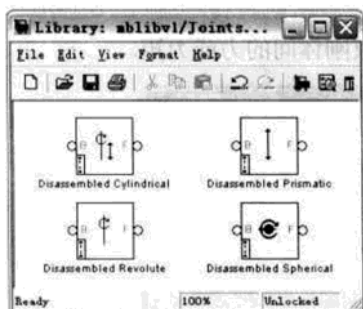 Library: mblibv1/Joints...
File Edit View Format Help
B F
B F
Disassembled Cylindrical Disassembled Prismatic
B F
B F
Disassembled Revolute Disassembled Spherical
Ready 100% Unlocked